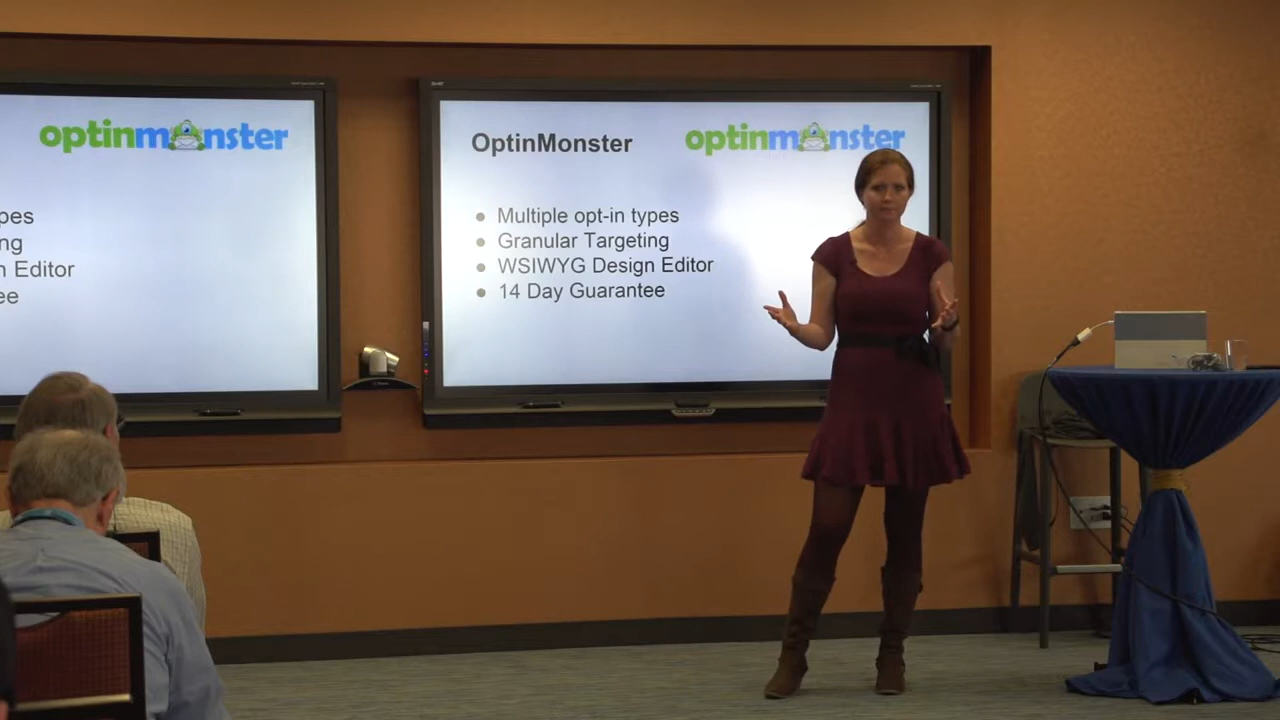 optinmonster
pes
ng
n Editor
ee
OptinMonster
optinmonster
● Multiple opt-in types
● Granular Targeting
● WSIWYG Design Editor
● 14 Day Guarantee